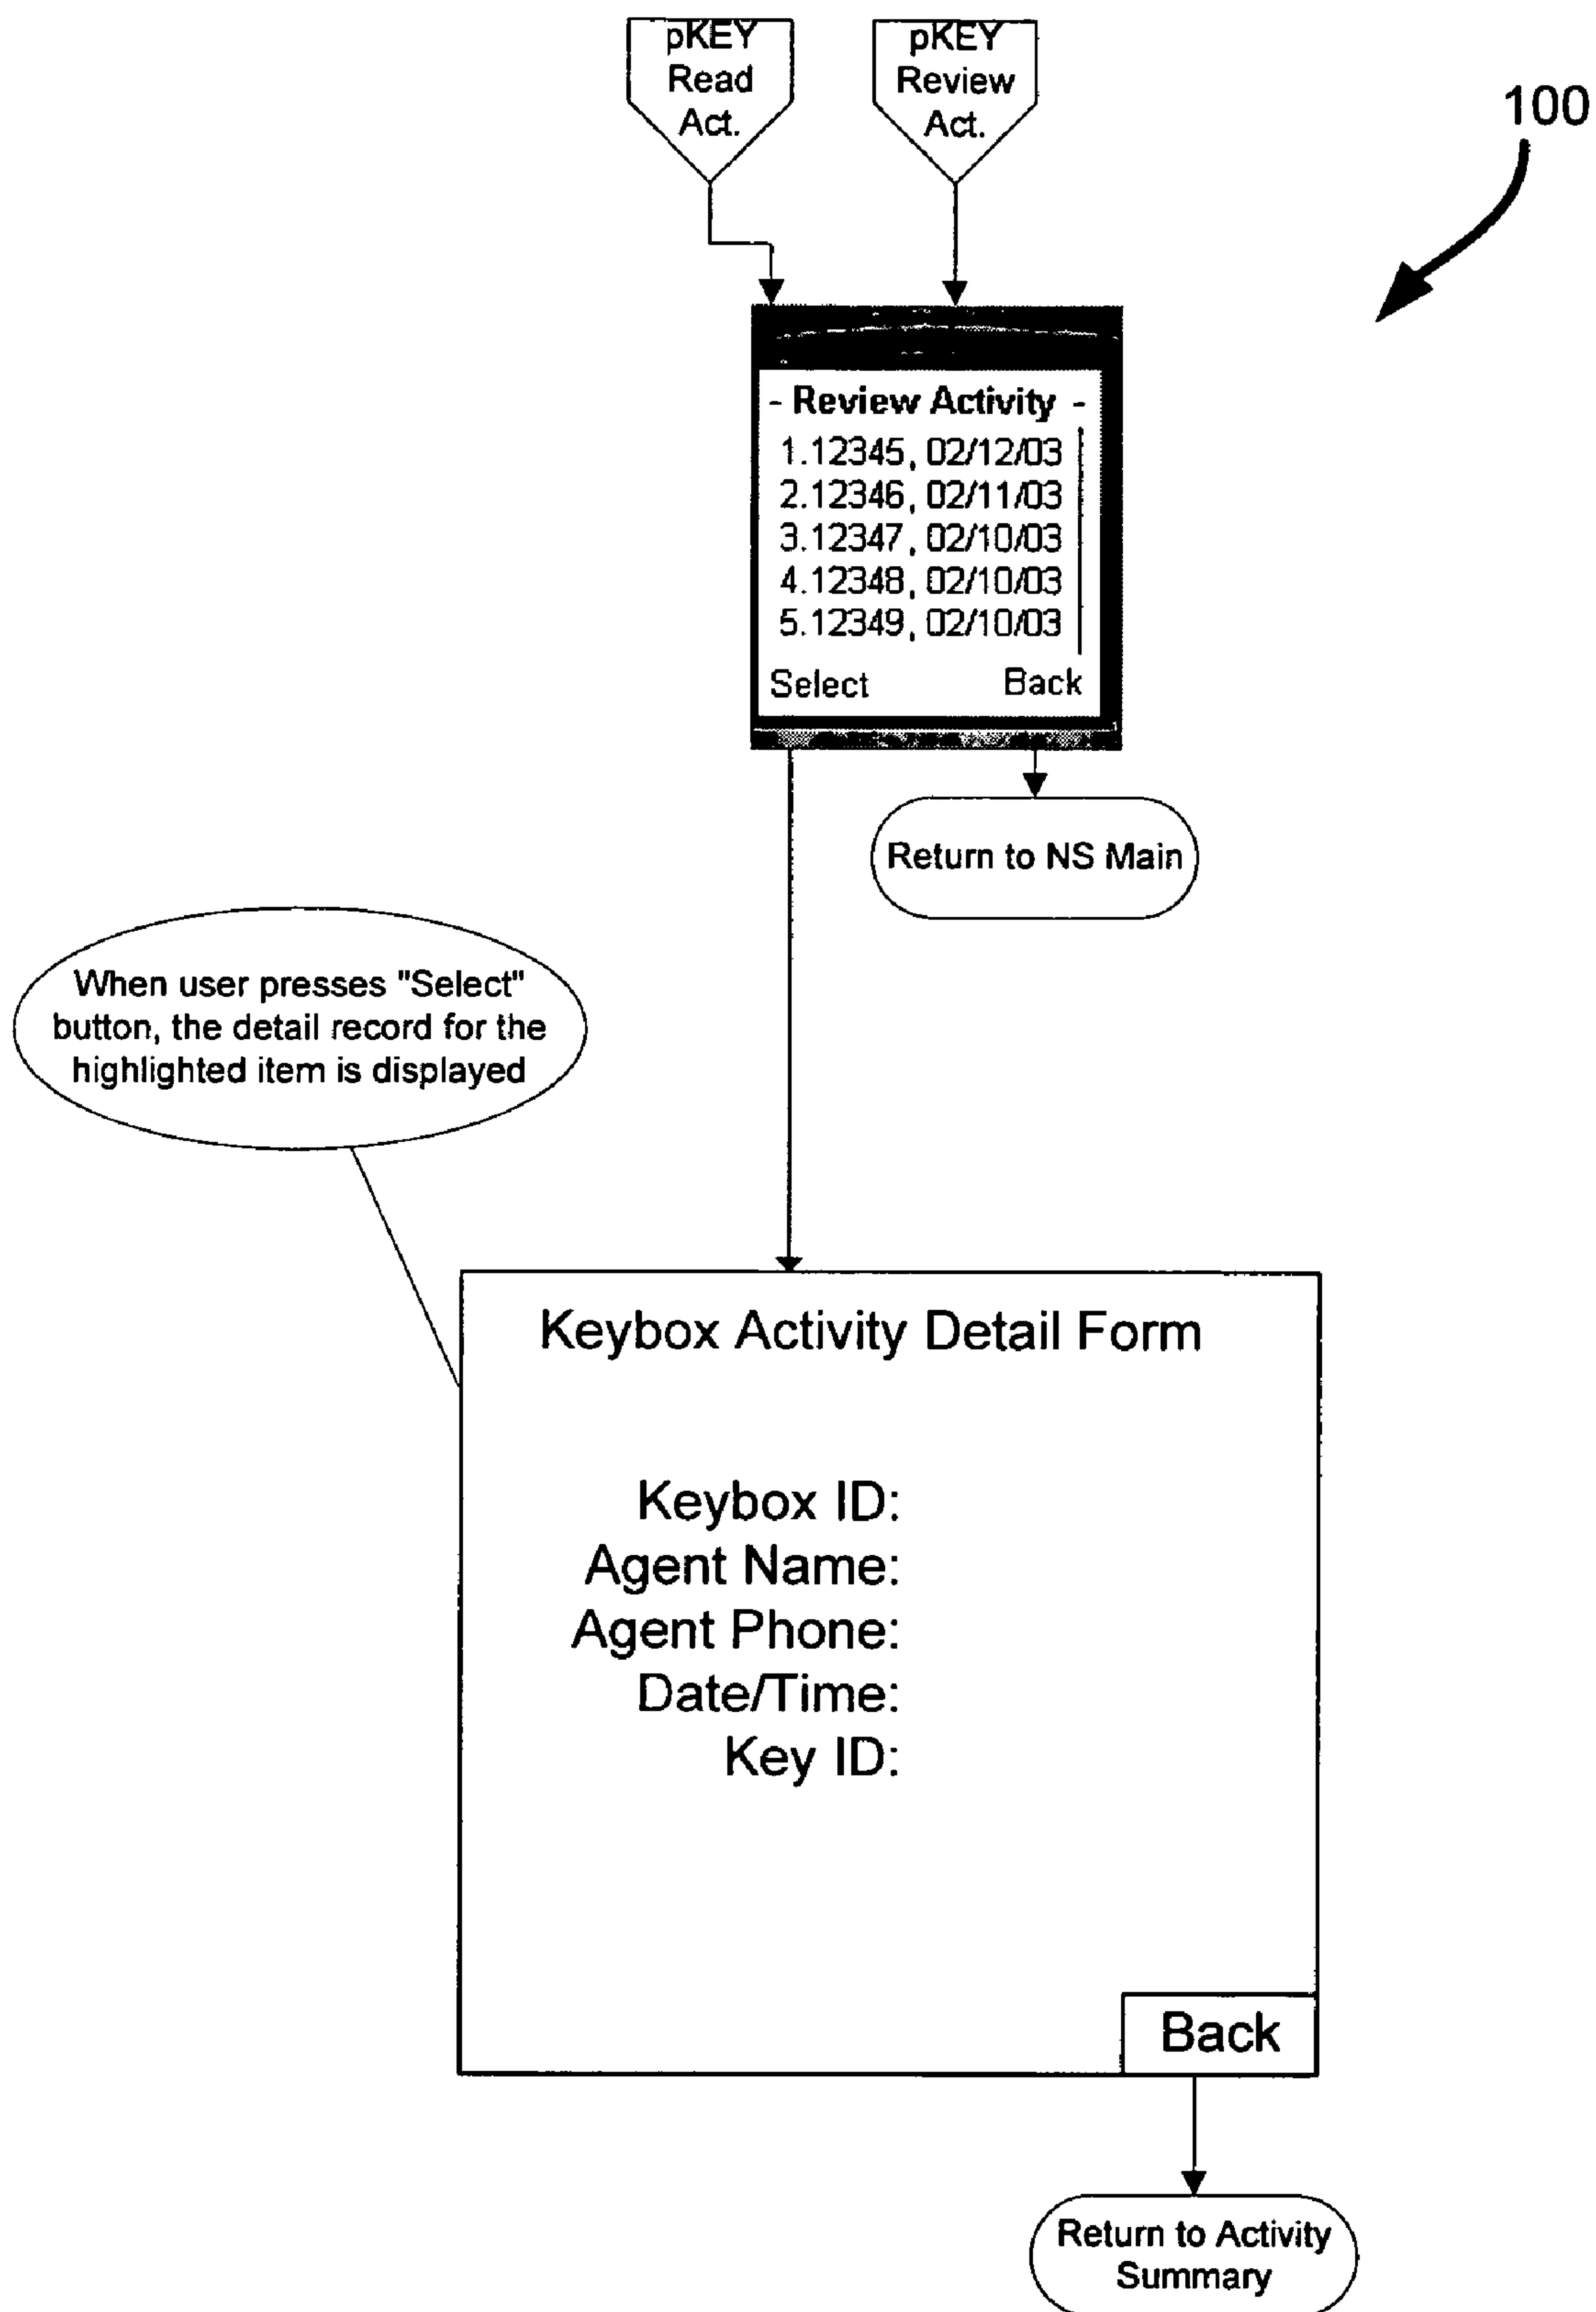 pKEY
Read
Act.
pKEY
Review
Act.
100
- Review Activity -
1.12345, 02/12/03
2.12346, 02/11/03
3.12347, 02/10/03
4.12348, 02/10/03
5.12349, 02/10/03
Select Back
Return to NS Main
When user presses "Select"
button, the detail record for the
highlighted item is displayed
Keybox Activity Detail Form
Keybox ID:
Agent Name:
Agent Phone:
Date/Time:
Key ID:
Back
Return to Activity
Summary